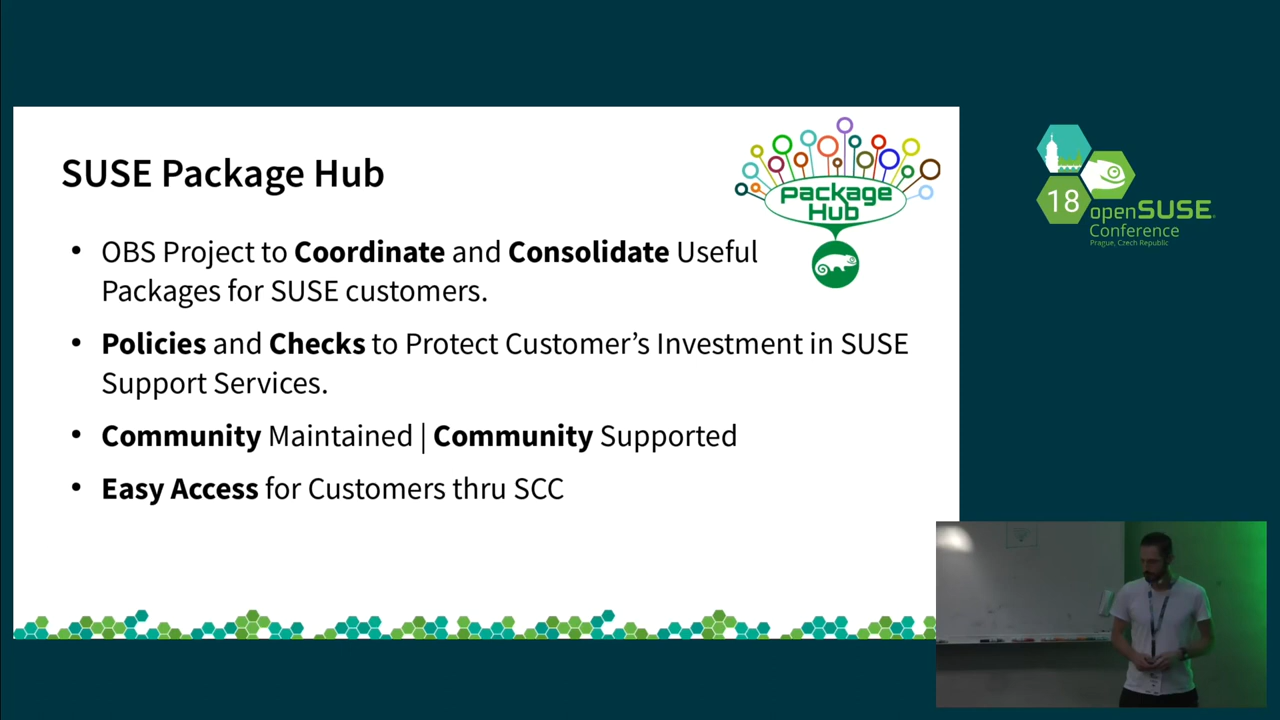 SUSE Package Hub
package
Hub
• OBS Project to Coordinate and Consolidate Useful
Packages for SUSE customers.
• Policies and Checks to Protect Customer’s Investment in SUSE
Support Services.
• Community Maintained | Community Supported
• Easy Access for Customers thru SCC
18
openSUSE
Conference
Prague, Czech Republic